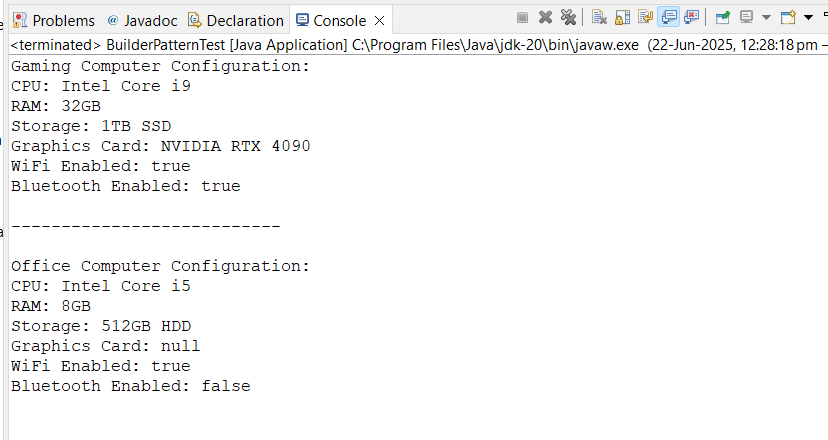 Problems @ Javadoc Declaration Console
<terminated> BuilderPatternTest [Java Application] C:\Program Files\Java\jdk-20\bin\javaw.exe (22-Jun-2025, 12:28:18 pm –
Gaming Computer Configuration:
CPU: Intel Core i9
RAM: 32GB
Storage: 1TB SSD
Graphics Card: NVIDIA RTX 4090
WiFi Enabled: true
Bluetooth Enabled: true
---------------------------
Office Computer Configuration:
CPU: Intel Core i5
RAM: 8GB
Storage: 512GB HDD
Graphics Card: null
WiFi Enabled: true
Bluetooth Enabled: false